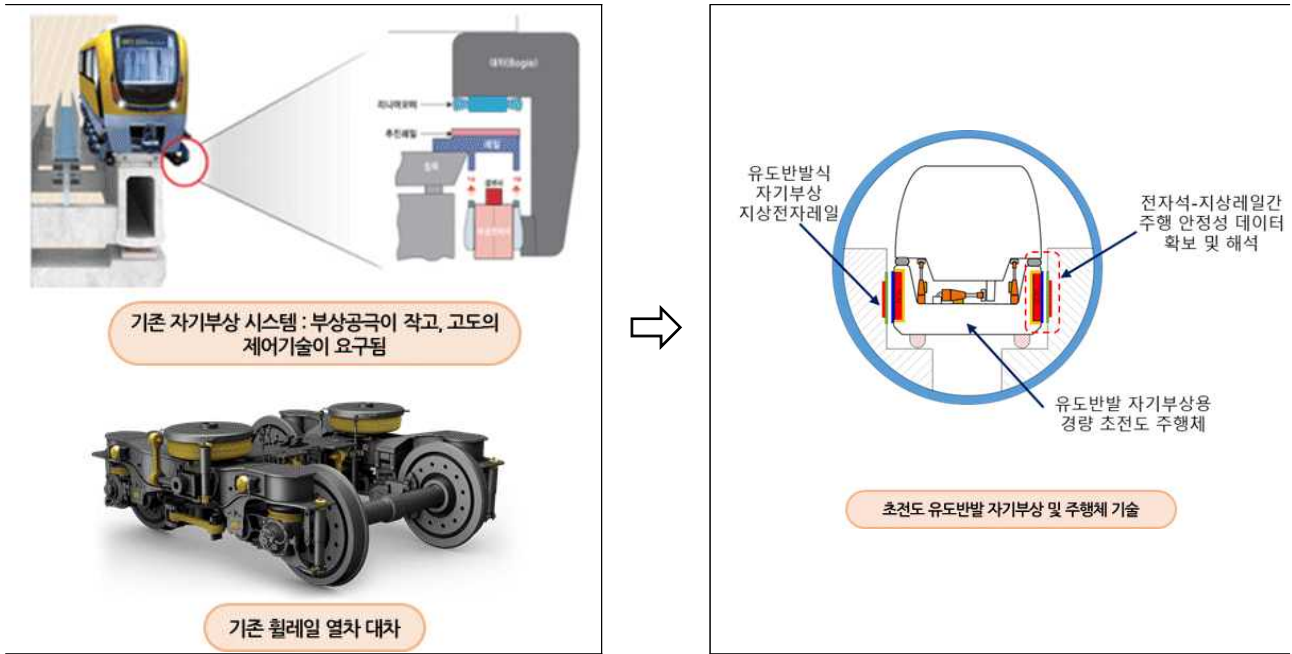 대차(Bogie)
리니어모터
추진레일
레일
기존 자기부상 시스템 : 부상공극이 작고, 고도의
제어기술이 요구됨
기존 휠레일 열차 대차
유도반발식
자기부상
지상전자레일
전자석-지상레일간
주행 안정성 데이터
확보 및 해석
유도반발 자기부상용
경량 초전도 주행체
초전도 유도반발 자기부상 및 주행체 기술